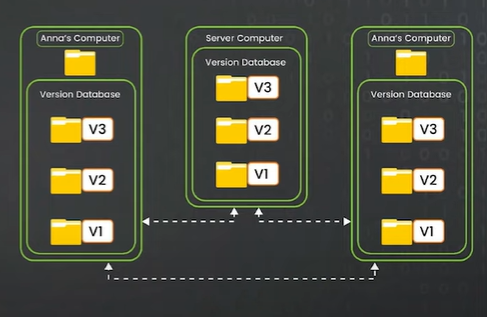 Anna's Computer
Version Database
V3
V2
V1
Server Computer
Version Database
V3
V2
V1
Anna's Computer
Version Database
V3
V2
V1